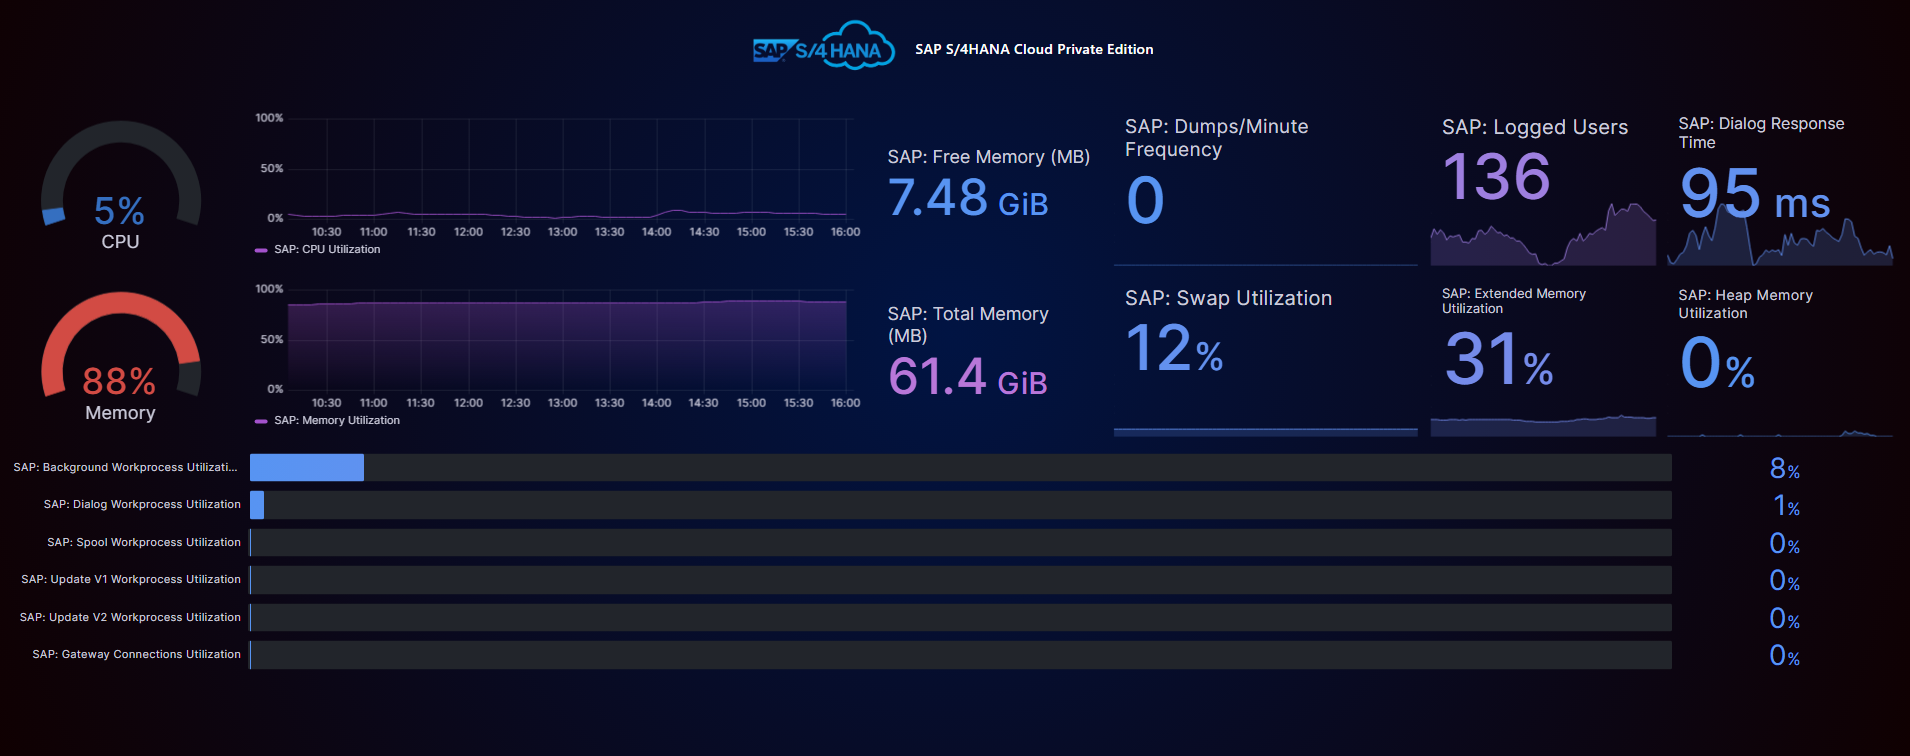 SAP S/4HANA
SAP S/4HANA Cloud Private Edition
5%
CPU
100%
50%
0%
10:30 11:00 11:30 12:00 12:30 13:00 13:30 14:00 14:30 15:00 15:30 16:00
SAP: CPU Utilization
SAP: Free Memory (MB)
7.48 GiB
SAP: Dumps/Minute
Frequency
0
SAP: Logged Users
136
SAP: Dialog Response
Time
95 ms
88%
Memory
100%
50%
0%
10:30 11:00 11:30 12:00 12:30 13:00 13:30 14:00 14:30 15:00 15:30 16:00
SAP: Memory Utilization
SAP: Total Memory
(MB)
61.4 GiB
SAP: Swap Utilization
12%
SAP: Extended Memory
Utilization
31%
SAP: Heap Memory
Utilization
0%
SAP: Background Workprocess Utilizati... 8%
SAP: Dialog Workprocess Utilization 1%
SAP: Spool Workprocess Utilization 0%
SAP: Update V1 Workprocess Utilization 0%
SAP: Update V2 Workprocess Utilization 0%
SAP: Gateway Connections Utilization 0%